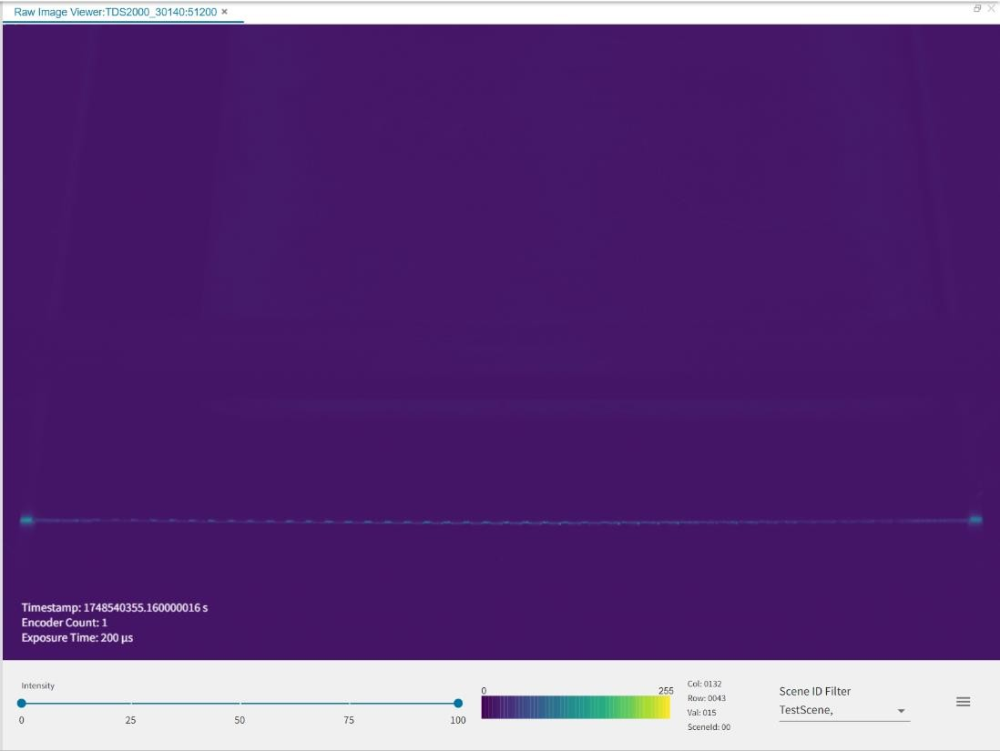 Raw Image Viewer:TDS2000_30140:51200
Timestamp: 1748540355.160000016 s
Encoder Count: 1
Exposure Time: 200 µs
Intensity
0 25 50 75 100
0 255
Col: 0132
Row: 0043
Val: 015
SceneId: 00
Scene ID Filter
TestScene,